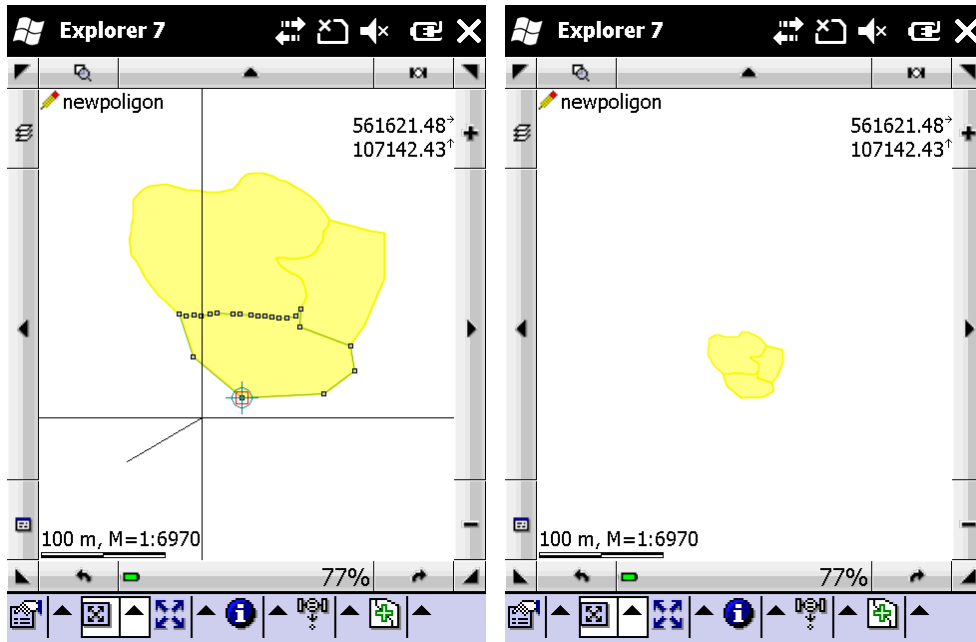 Explorer 7
newpoligon
561621.48
107142.43
100 m, M=1:6970
77%
Explorer 7
newpoligon
561621.48
107142.43
100 m, M=1:6970
77%